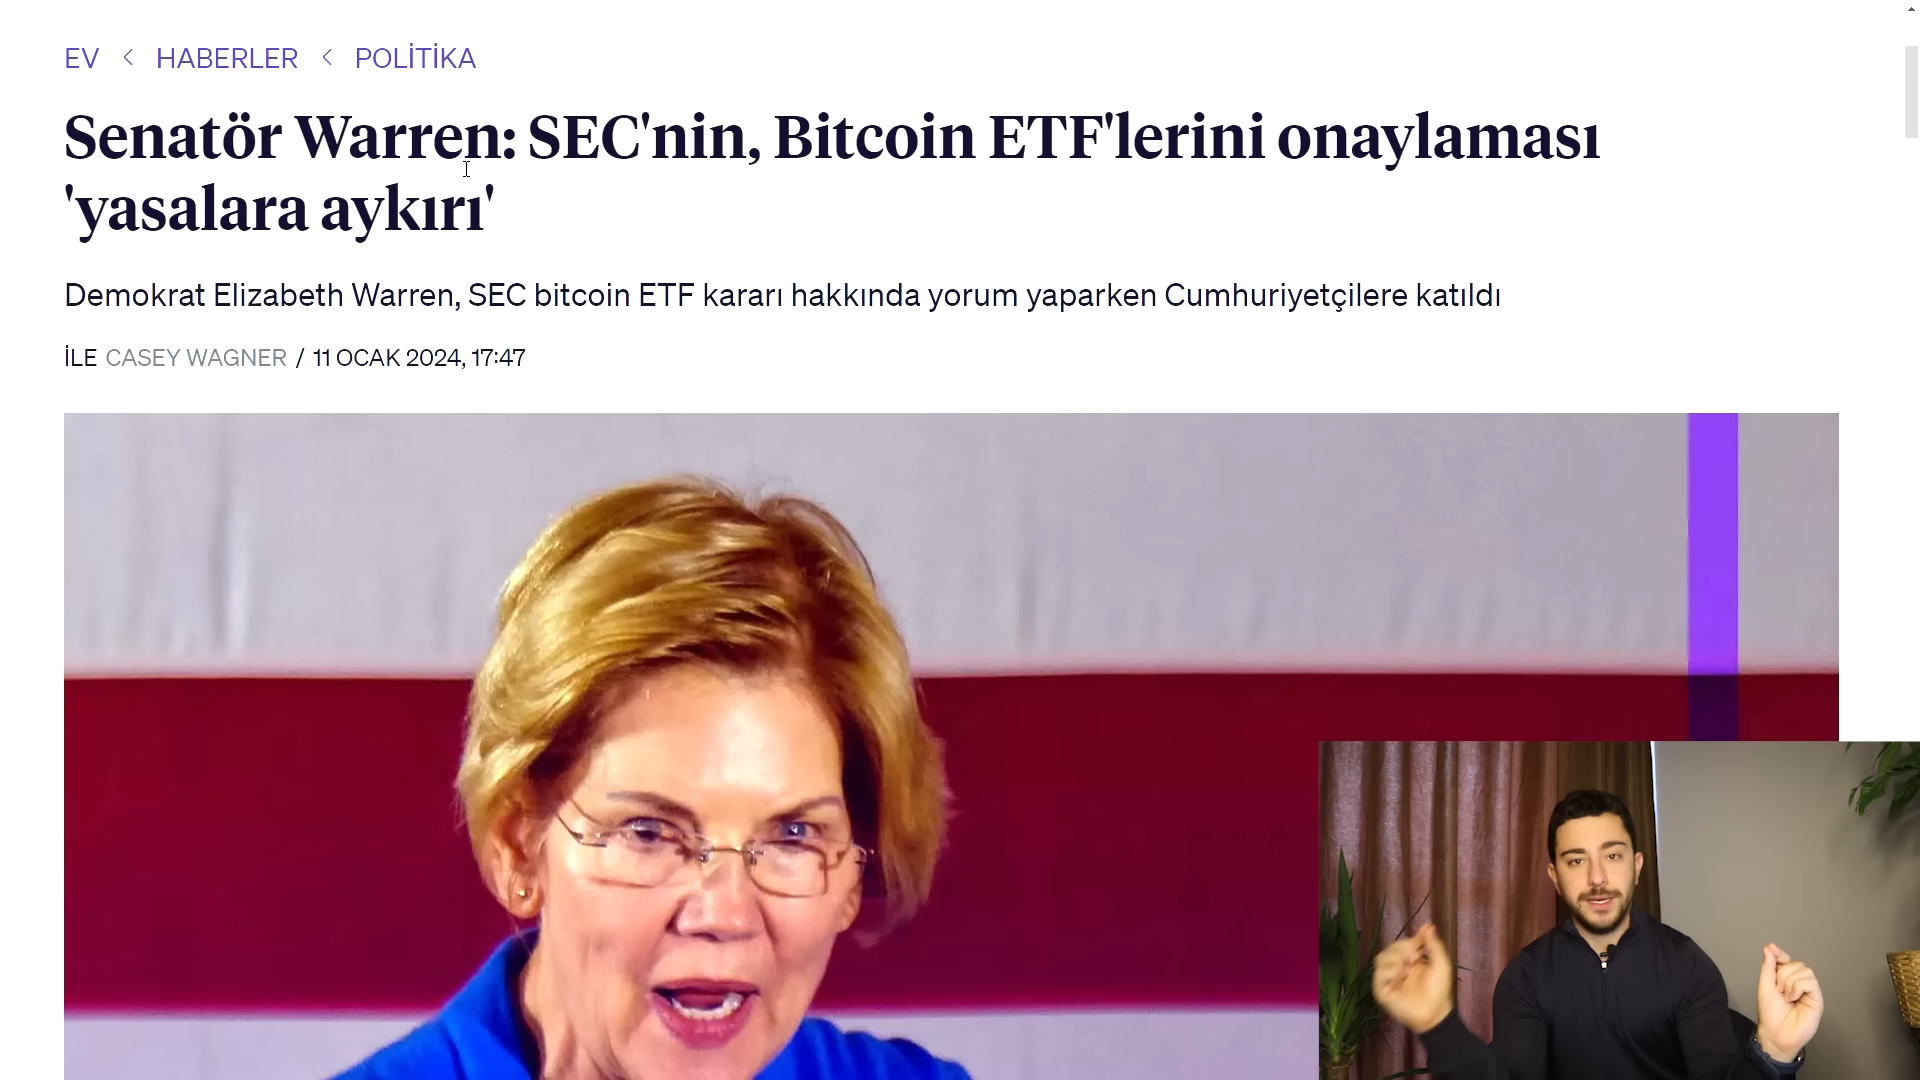 EV < HABERLER < POLİTİKA
Senatör Warren: SEC'nin, Bitcoin ETF'lerini onaylaması
'yasalara aykırı'
Demokrat Elizabeth Warren, SEC bitcoin ETF kararı hakkında yorum yaparken Cumhuriyetçilere katıldı
İLE CASEY WAGNER / 11 OCAK 2024, 17:47